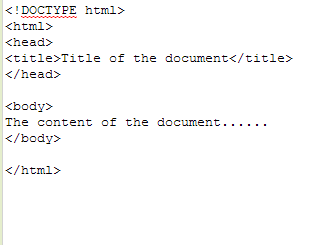 <!DOCTYPE html>
<html>
<head>
<title>Title of the document</title>
</head>
<body>
The content of the document......
</body>
</html>